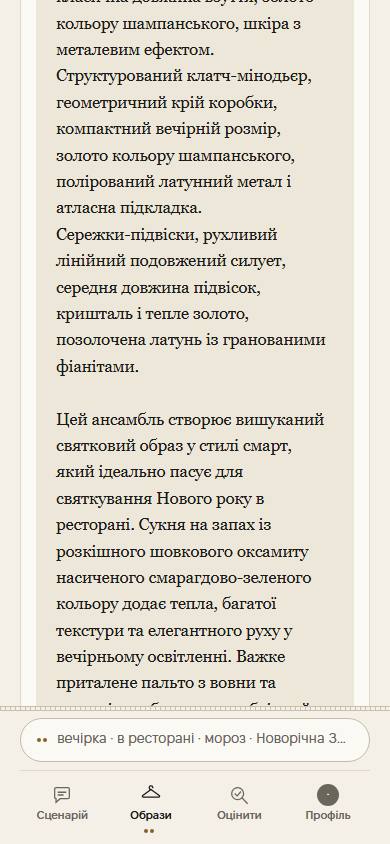 кольору шампанського, шкіра з
металевим ефектом.
Структурований клатч-мінодьєр,
геометричний крій коробки,
компактний вечірній розмір,
золото кольору шампанського,
полірований латунний метал і
атласна підкладка.
Сережки-підвіски, рухливий
лінійний подовжений силует,
середня довжина підвісок,
кришталь і тепле золото,
позолочена латунь із гранованими
фіанітами.
Цей ансамбль створює вишуканий
святковий образ у стилі смарт,
який ідеально пасує для
святкування Нового року в
ресторані. Сукня на запах із
розкішного шовкового оксамиту
насиченого смарагдово-зеленого
кольору додає тепла, багатої
текстури та елегантного руху у
вечірньому освітленні. Важке
приталене пальто з вовни та
вечірка · в ресторані · мороз · Новорічна З...
Сценарій
Образи
Оцінити
Профіль